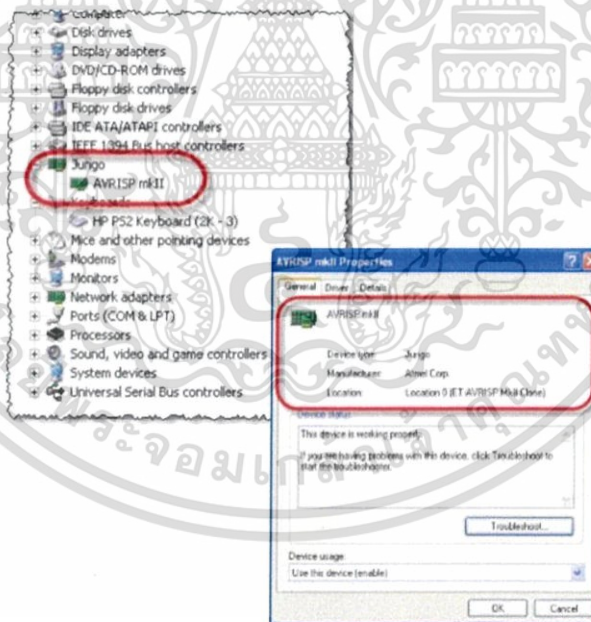 Computer
Disk drives
Display adapters
DVD/CD-ROM drives
Floppy disk controllers
Floppy disk drives
IDE ATA/ATAPI controllers
IEEE 1394 Bus host controllers
Jungo
AVRISP mkII
Keyboards
HP PS2 Keyboard (2K - 3)
Mice and other pointing devices
Modems
Monitors
Network adapters
Ports (COM & LPT)
Processors
Sound, video and game controllers
System devices
Universal Serial Bus controllers
AVRISP mkII Properties
General Driver Details
AVRISP mkII
Device type: Jungo
Manufacturer: Atmel Corp.
Location: Location 0 (ET-AVRISP MkII Clone)
Device status
This device is working properly.
If you are having problems with this device, click Troubleshoot to
start the troubleshooter.
Troubleshoot...
Device usage:
Use this device (enable)
OK Cancel